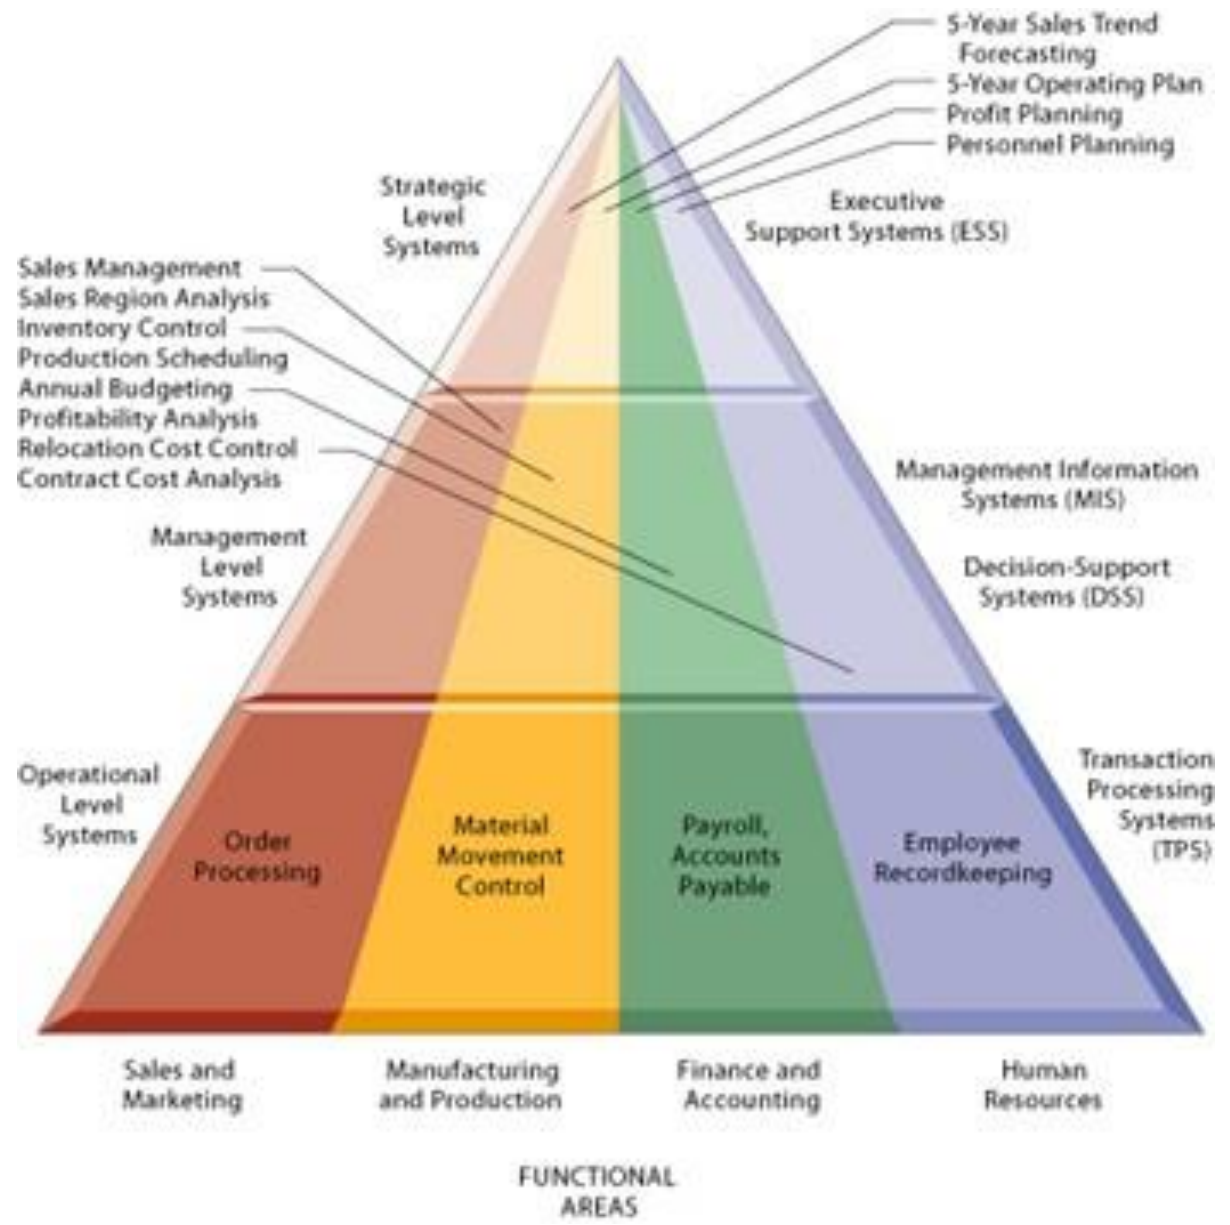 5-Year Sales Trend
Forecasting
5-Year Operating Plan
Profit Planning
Personnel Planning
Strategic
Level
Systems
Executive
Support Systems (ESS)
Sales Management
Sales Region Analysis
Inventory Control
Production Scheduling
Annual Budgeting
Profitability Analysis
Relocation Cost Control
Contract Cost Analysis
Management Information
Systems (MIS)
Management
Level
Systems
Decision-Support
Systems (DSS)
Operational
Level
Systems
Transaction
Processing
Systems
(TPS)
Order
Processing
Material
Movement
Control
Payroll,
Accounts
Payable
Employee
Recordkeeping
Sales and
Marketing
Manufacturing
and Production
Finance and
Accounting
Human
Resources
FUNCTIONAL
AREAS